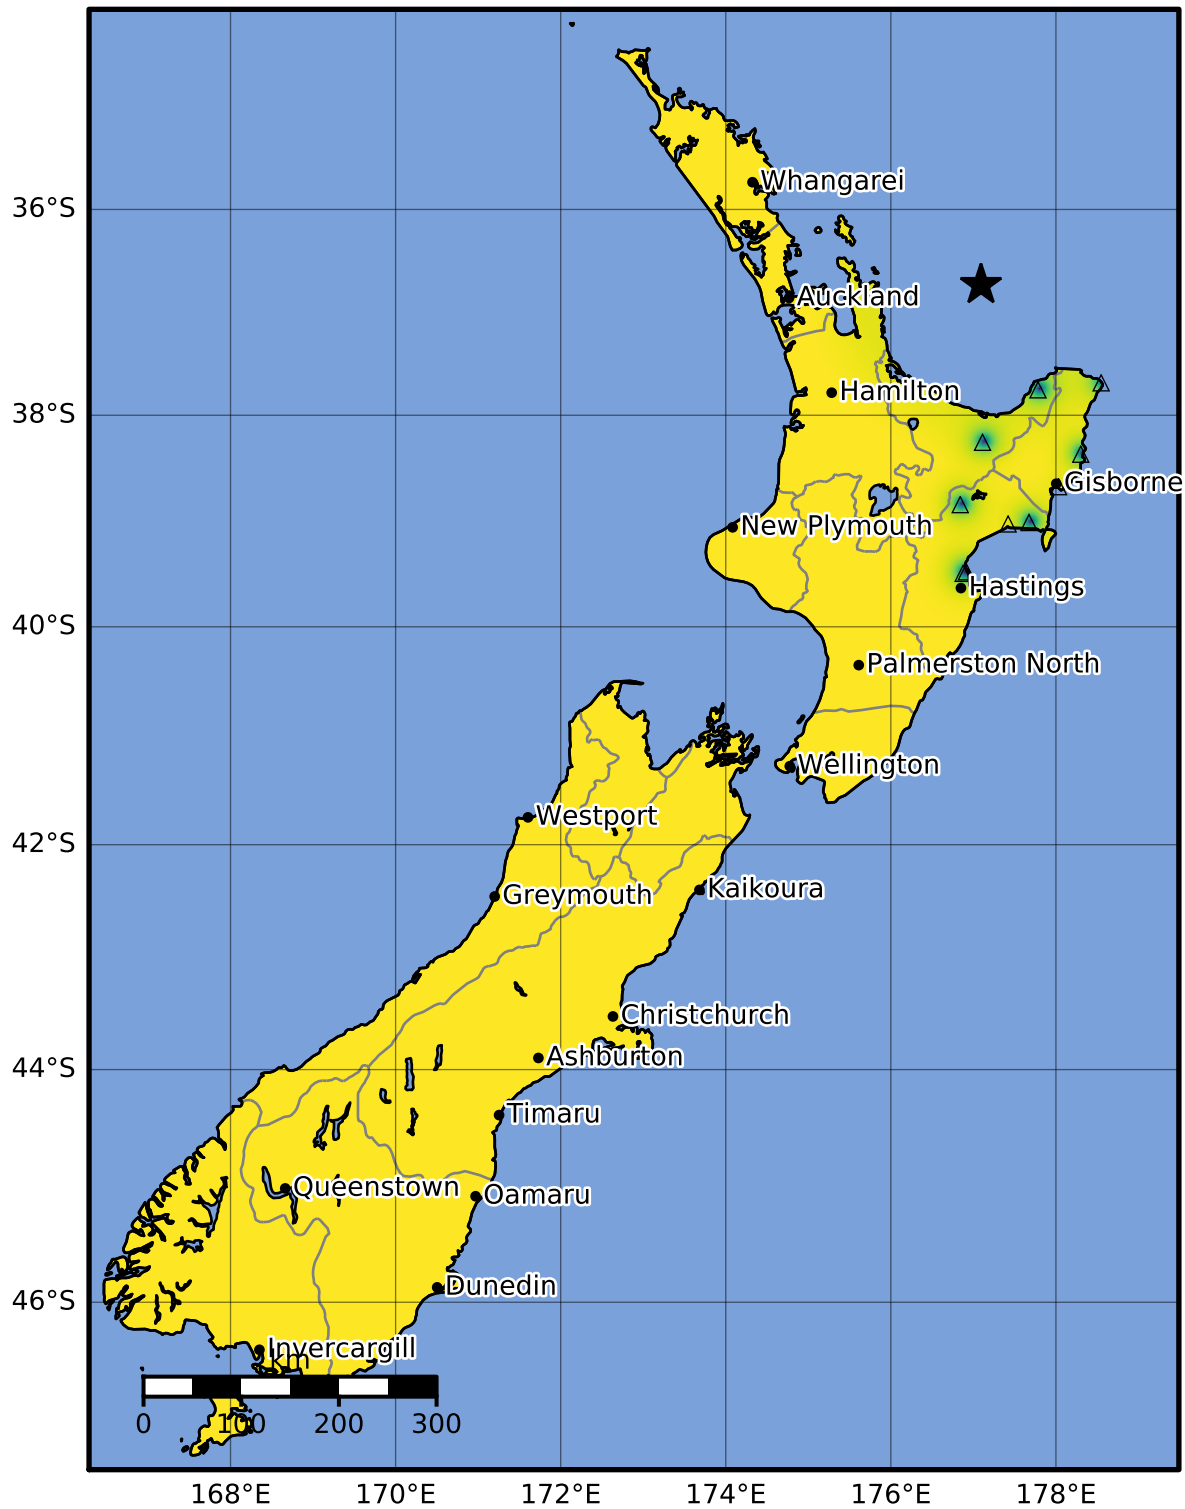 Whangarei
36°S
Auckland
Hamilton
38°S
Gisborne
New Plymouth
Hastings
40°S
Palmerston North
Wellington
Westport
42°S
Kaikoura
Greymouth
Christchurch
Ashburton
44°S
Timaru
Queenstown
Oamaru
Dunedin
46°S
Invercargill
km
0 100 200 300
168°E 170°E 172°E 174°E 176°E 178°E